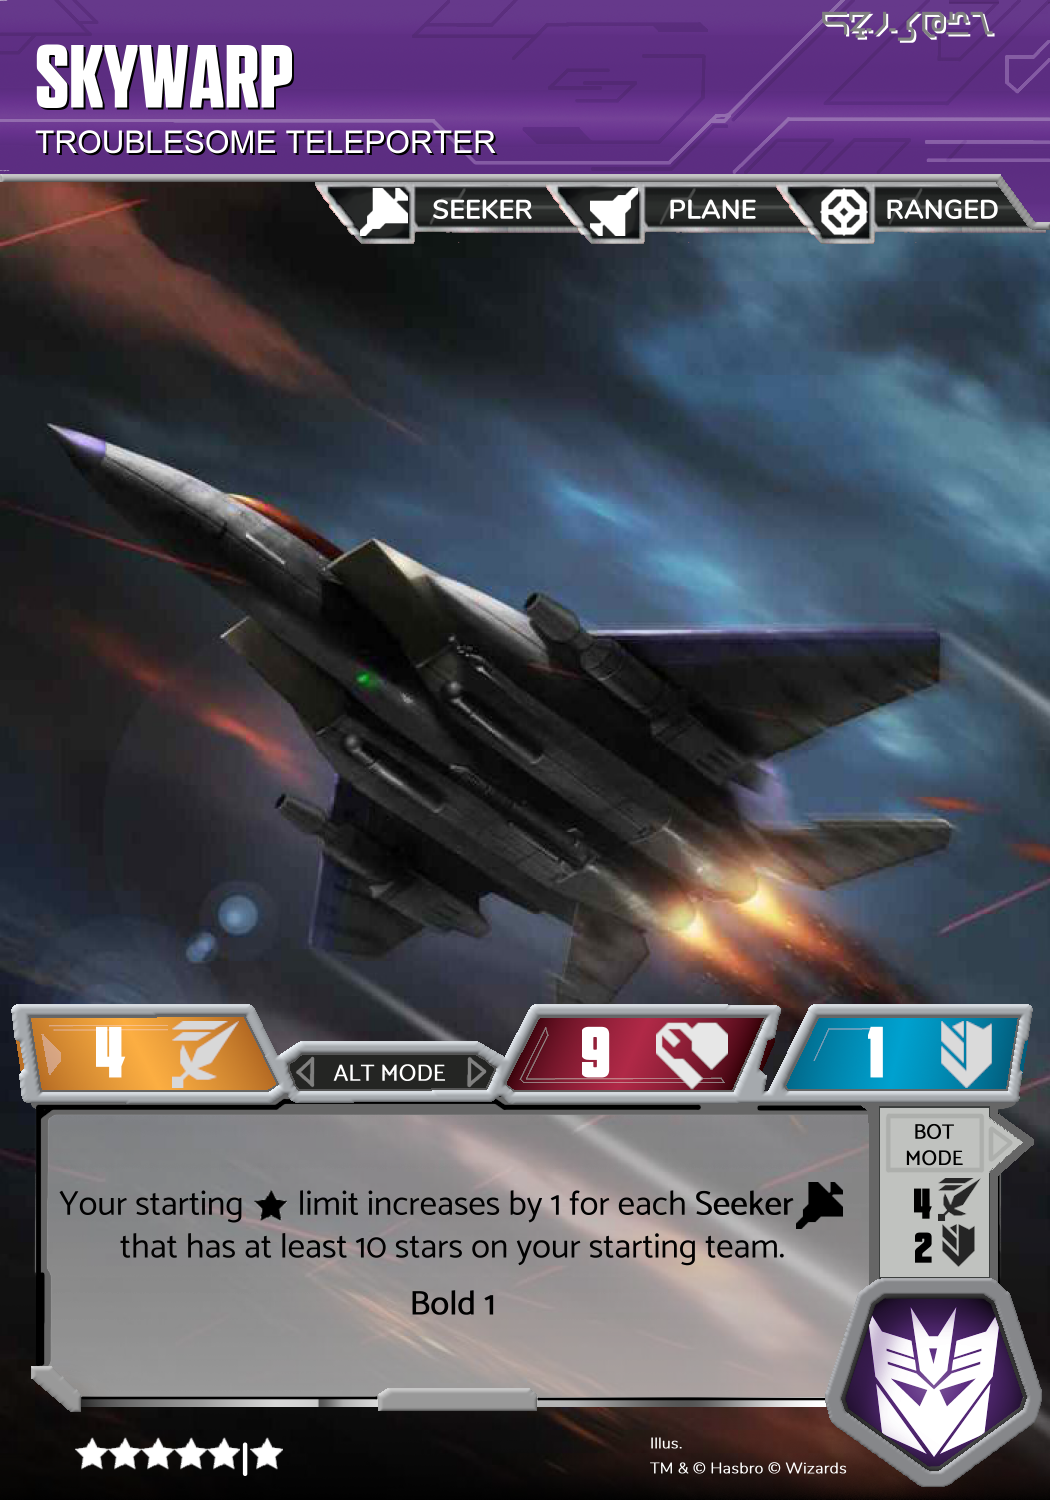 SKYWARP
TROUBLESOME TELEPORTER
SEEKER PLANE RANGED
4 ALT MODE 9 1
Your starting ★ limit increases by 1 for each Seeker
that has at least 10 stars on your starting team.
Bold 1
BOT
MODE
4
2
★★★★★|★
Illus.
TM & © Hasbro © Wizards